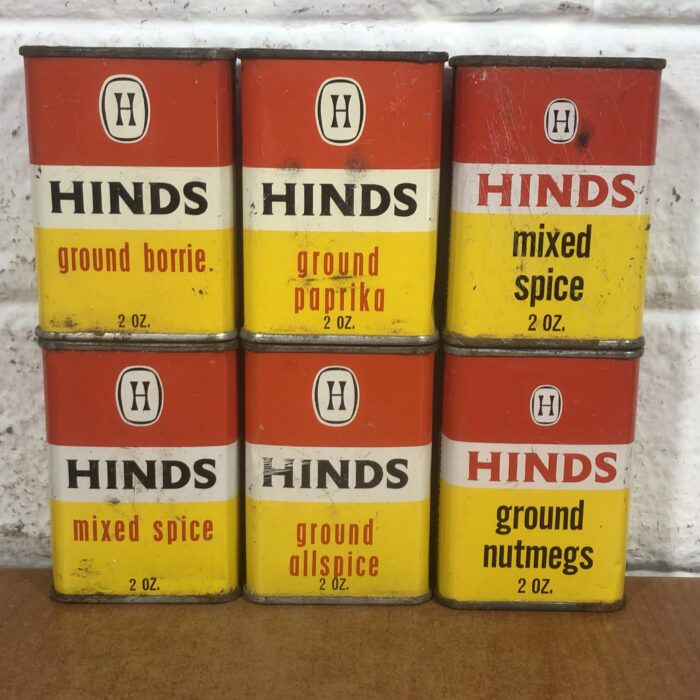 H
HINDS
ground borrie
2 OZ.
H
HINDS
ground
paprika
2 OZ.
H
HINDS
mixed
spice
2 OZ.
H
HINDS
mixed spice
2 OZ.
H
HINDS
ground
allspice
2 OZ.
H
HINDS
ground
nutmegs
2 OZ.